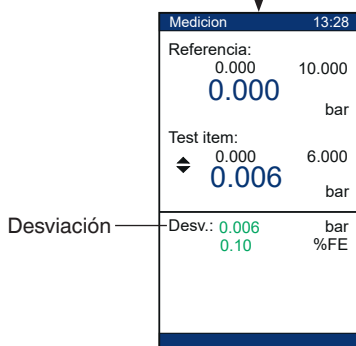 Medicion 13:28
Referencia:
0.000 10.000
0.000
bar
Test item:
0.000 6.000
0.006
bar
Desviación Desv.: 0.006 bar
0.10 %FE